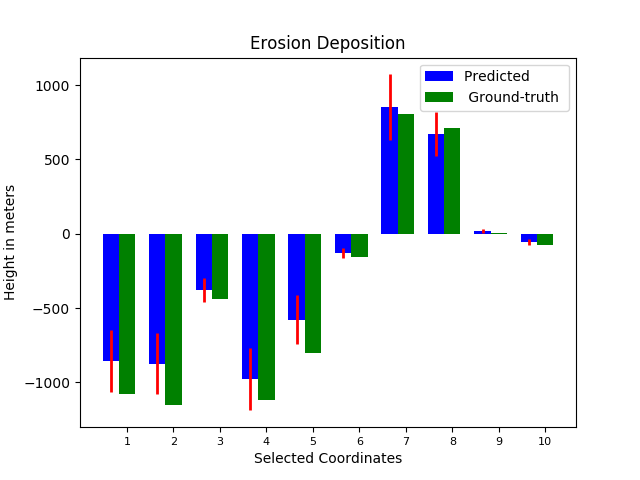 Erosion Deposition
Predicted
Ground-truth
Height in meters
1000
500
0
−500
−1000
1 2 3 4 5 6 7 8 9 10
Selected Coordinates